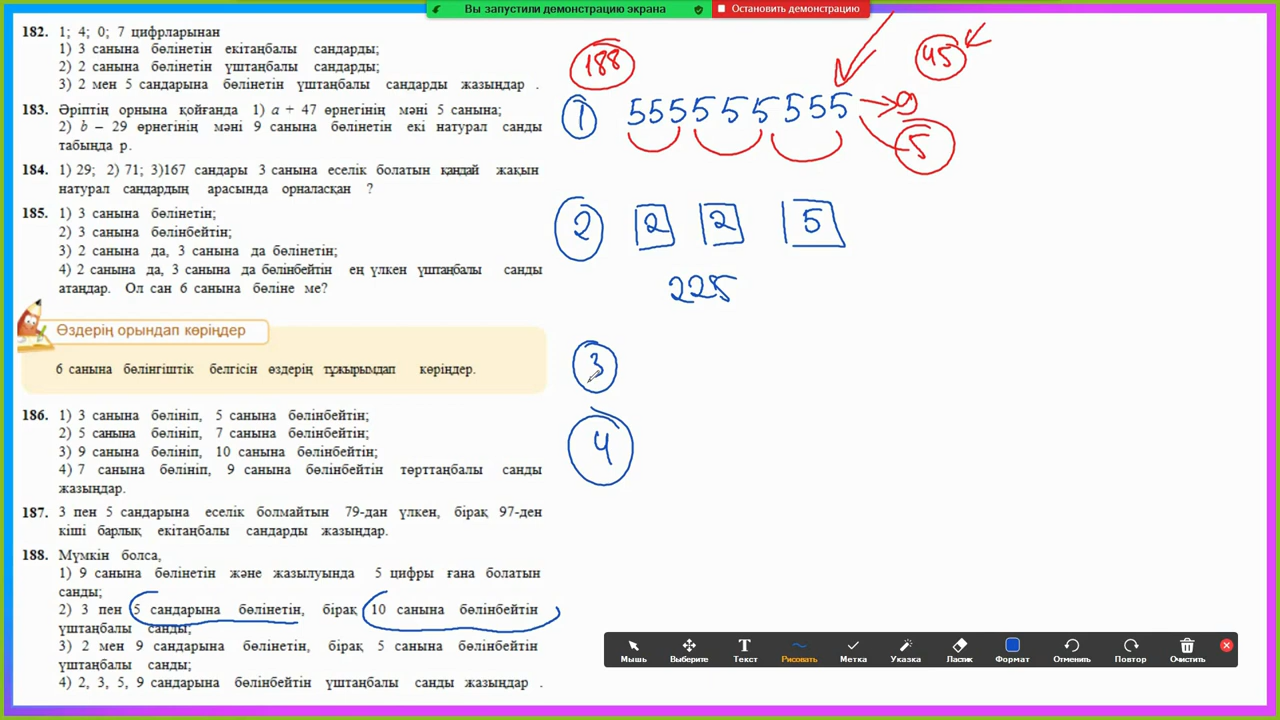 Вы запустили демонстрацию экрана
Остановить демонстрацию
182. 1; 4; 0; 7 цифрларынан
1) 3 санына бөлінетін екітаңбалы сандарды;
2) 2 санына бөлінетін үштаңбалы сандарды;
3) 2 мен 5 сандарына бөлінетін үштаңбалы сандарды жазыңдар .
183. Әріптің орнына қойғанда 1) a + 47 өрнегінің мәні 5 санына;
2) b – 29 өрнегінің мәні 9 санына бөлінетін екі натурал санды
табыңда р.
184. 1) 29; 2) 71; 3)167 сандары 3 санына еселік болатын қандай жақын
натурал сандардың арасында орналасқан ?
185. 1) 3 санына бөлінетін;
2) 3 санына бөлінбейтін;
3) 2 санына да, 3 санына да бөлінетін;
4) 2 санына да, 3 санына да бөлінбейтін ең үлкен үштаңбалы санды
атаңдар. Ол сан 6 санына бөліне ме?
Өздерің орындап көріңдер
6 санына бөлінгіштік белгісін өздерің тұжырымдап көріңдер.
186. 1) 3 санына бөлініп, 5 санына бөлінбейтін;
2) 5 санына бөлініп, 7 санына бөлінбейтін;
3) 9 санына бөлініп, 10 санына бөлінбейтін;
4) 7 санына бөлініп, 9 санына бөлінбейтін төрттаңбалы санды
жазыңдар.
187. 3 пен 5 сандарына еселік болмайтын 79-дан үлкен, бірақ 97-ден
кіші барлық екітаңбалы сандарды жазыңдар.
188. Мүмкін болса,
1) 9 санына бөлінетін және жазылуында 5 цифры ғана болатын
санды;
2) 3 пен 5 сандарына бөлінетін, бірақ 10 санына бөлінбейтін
үштаңбалы санды;
3) 2 мен 9 сандарына бөлінетін, бірақ 5 санына бөлінбейтін
үштаңбалы санды;
4) 2, 3, 5, 9 сандарына бөлінбейтін үштаңбалы санды жазыңдар .
188
45
1 555555555 9
5
2 2 2 5
225
3
4
Мышь Выберите Текст Рисовать Метка Указка Ластик Формат Отменить Повтор Очистить